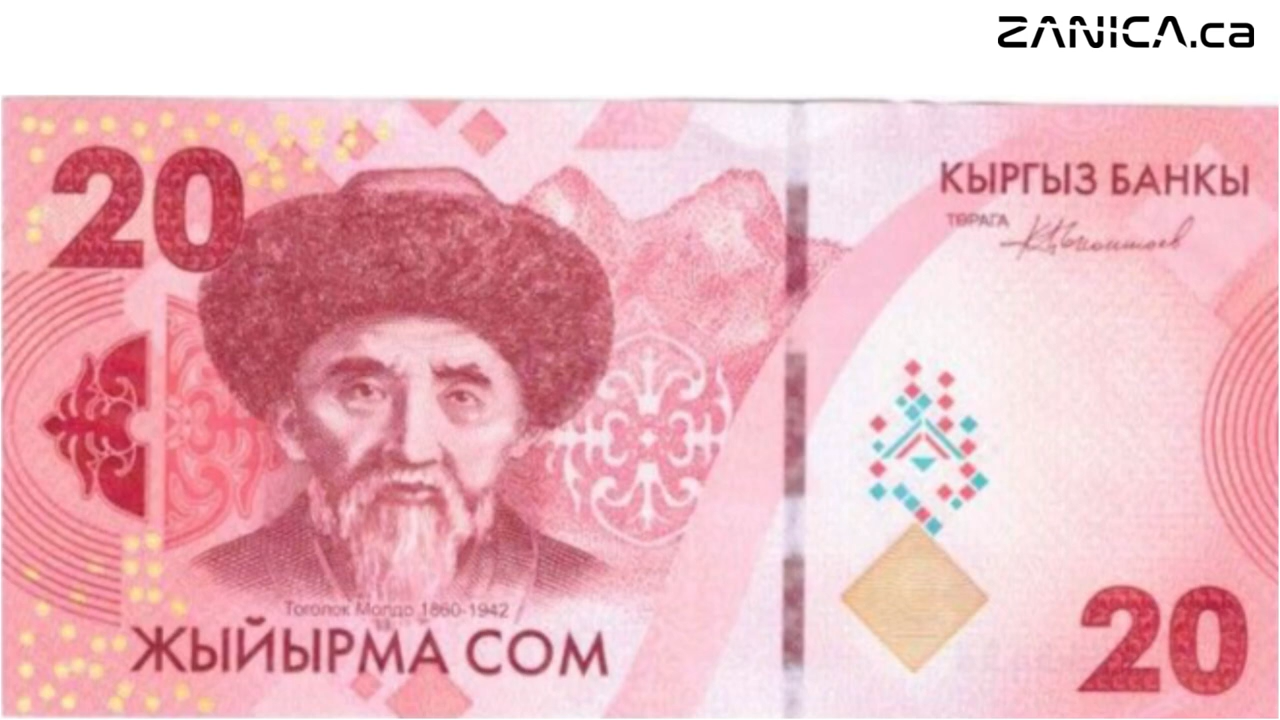 ZANICA.ca
20
КЫРГЫЗ БАНКЫ
ТӨРАГА
Тоголок Молдо 1860-1942
ЖЫЙЫРМА СОМ
20